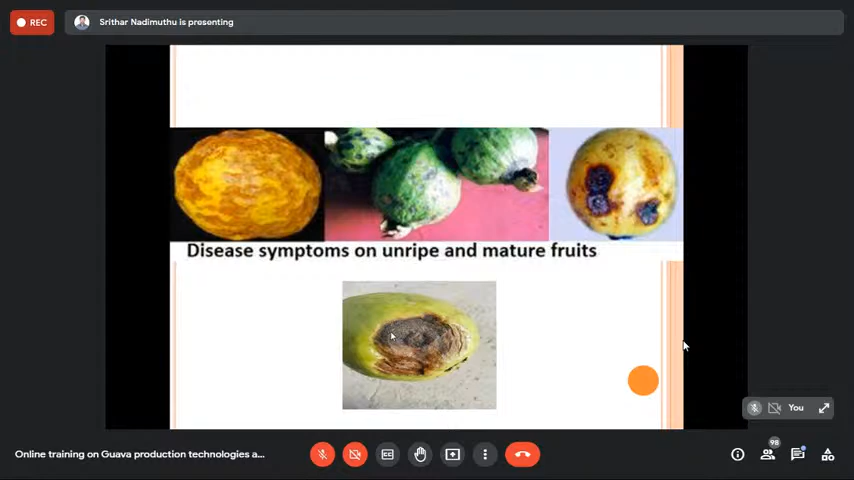 REC
Srithar Nadimuthu is presenting
Disease symptoms on unripe and mature fruits
You
98
CC
Online training on Guava production technologies a...